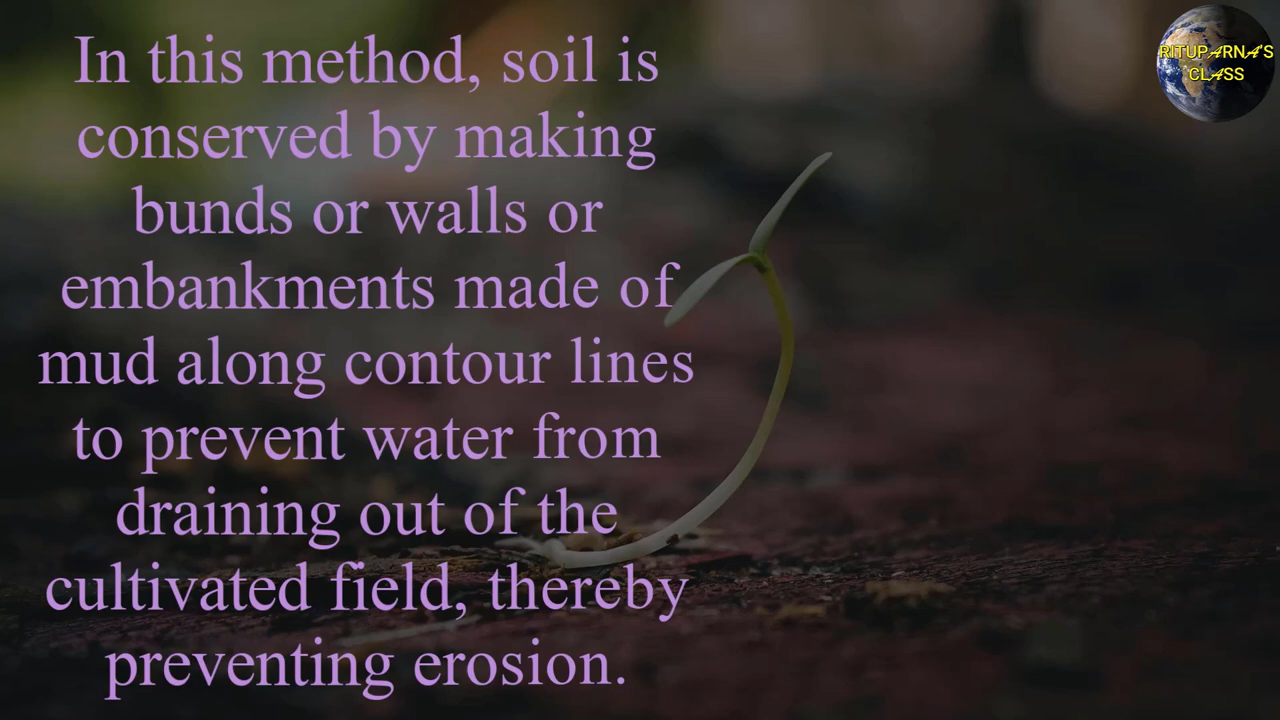 In this method, soil is
conserved by making
bunds or walls or
embankments made of
mud along contour lines
to prevent water from
draining out of the
cultivated field, thereby
preventing erosion.
RITUPARNA'S
CLASS